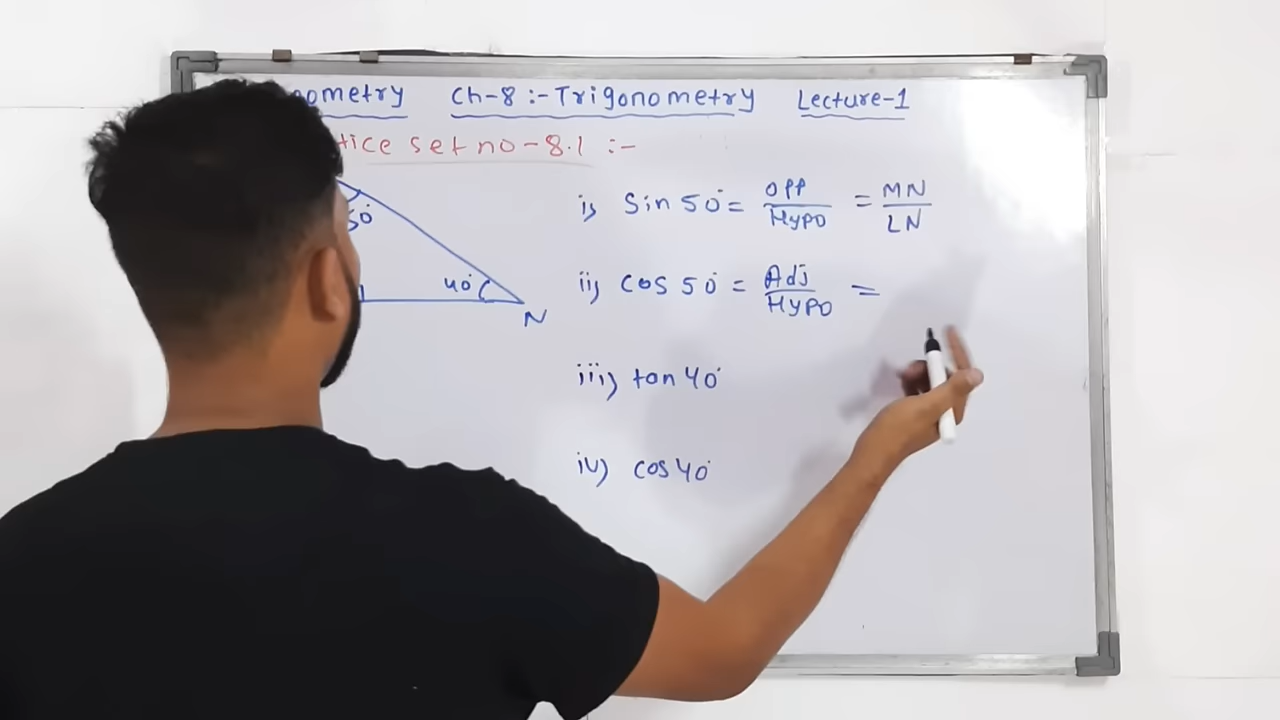 ometry Ch-8 :- Trigonometry Lecture-1
tice set no - 8.1 :-
i) Sin 50° = Opp/Hypo = MN/LN
50°
ii) Cos 50° = Adj/Hypo =
40°
N
iii) tan 40°
iv) cos 40°